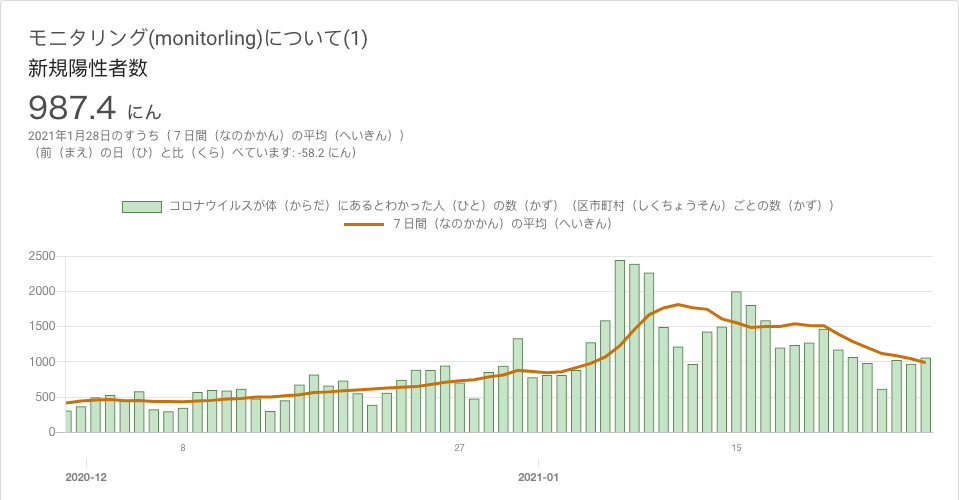 モニタリング(monitorling)について(1)
新規陽性者数
987.4 にん
2021年1月28日のすうち（７日間（なのかかん）の平均（へいきん））
（前（まえ）の日（ひ）と比（くら）べています: -58.2 にん）
コロナウイルスが体（からだ）にあるとわかった人（ひと）の数（かず）（区市町村（しくちょうそん）ごとの数（かず））
７日間（なのかかん）の平均（へいきん）
2500
2000
1500
1000
500
0
8 27 15
2020-12 2021-01